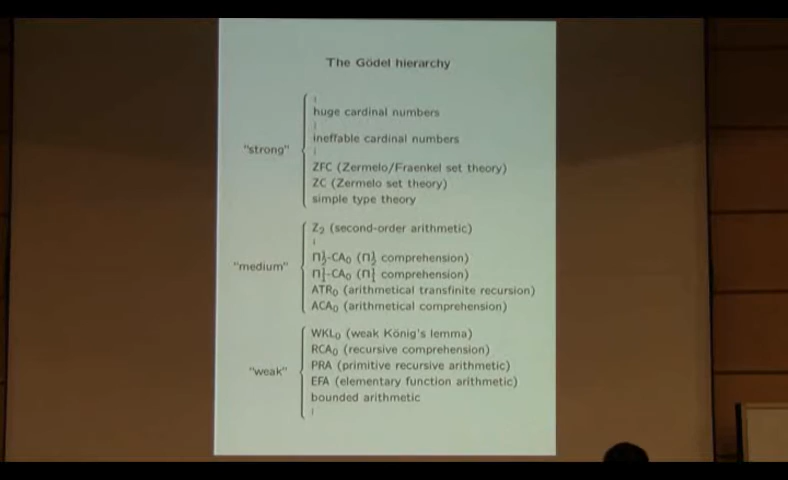 The Gödel hierarchy
"strong"
⋮
huge cardinal numbers
⋮
ineffable cardinal numbers
⋮
ZFC (Zermelo/Fraenkel set theory)
ZC (Zermelo set theory)
simple type theory
"medium"
Z₂ (second-order arithmetic)
⋮
Π¹₂-CA₀ (Π¹₂ comprehension)
Π¹₁-CA₀ (Π¹₁ comprehension)
ATR₀ (arithmetical transfinite recursion)
ACA₀ (arithmetical comprehension)
"weak"
WKL₀ (weak König's lemma)
RCA₀ (recursive comprehension)
PRA (primitive recursive arithmetic)
EFA (elementary function arithmetic)
bounded arithmetic
⋮